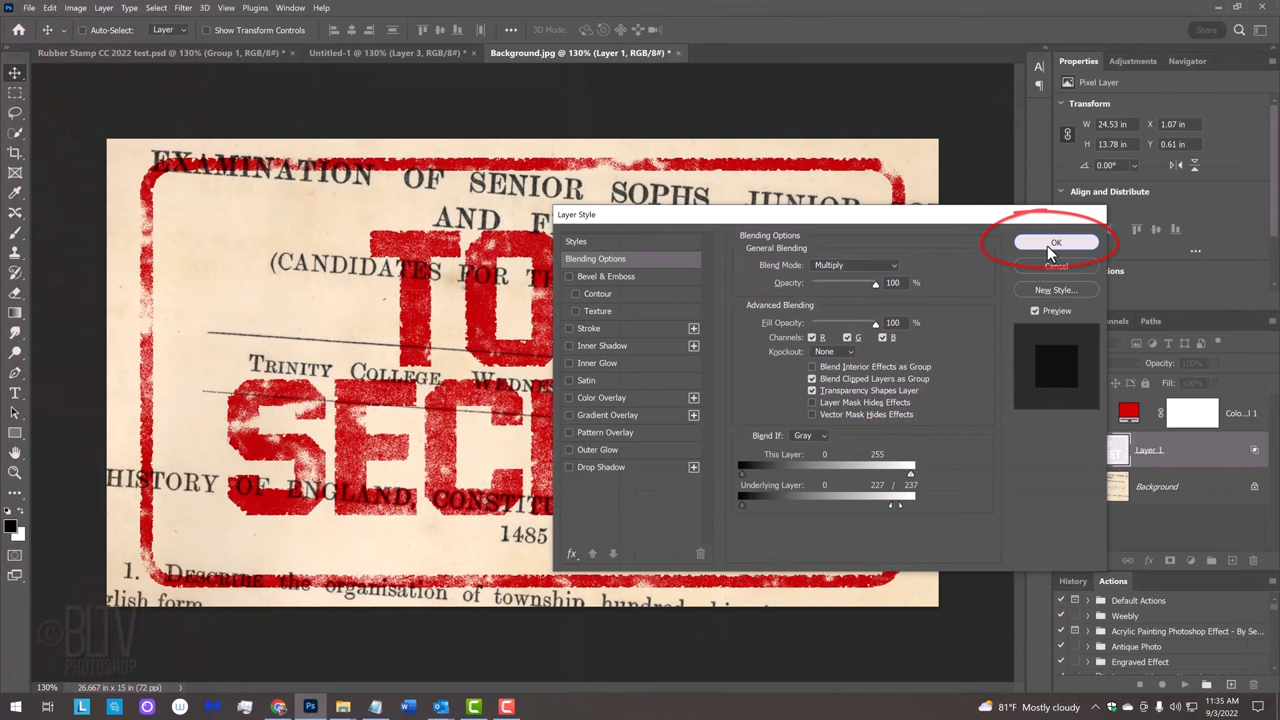 File Edit Image Layer Type Select Filter 3D View Plugins Window Help
Auto-Select: Layer Show Transform Controls 3D Mode: Share
Rubber Stamp CC 2022 test.psd @ 130% (Group 1, RGB/8#) * × Untitled-1 @ 130% (Layer 3, RGB/8#) * × Background.jpg @ 130% (Layer 1, RGB/8#) * ×
Properties Adjustments Navigator
Pixel Layer
Transform
W 24.53 in X 1.07 in
H 13.78 in Y 0.61 in
0.00°
Align and Distribute
EXAMINATION OF SENIOR SOPHS JUNIOR
AND
(CANDIDATES FOR
TO
TRINITY COLLEGE, WEDNES
SEC
HISTORY OF ENGLAND, CONSTIT
1485
1. DESCRIBE the organisation of township, hundred,
glish form
Layer Style
Styles
Blending Options
Bevel & Emboss
Contour
Texture
Stroke
Inner Shadow
Inner Glow
Satin
Color Overlay
Gradient Overlay
Pattern Overlay
Outer Glow
Drop Shadow
fx
Blending Options
General Blending
Blend Mode: Multiply
Opacity: 100 %
Advanced Blending
Fill Opacity: 100 %
Channels: R G B
Knockout: None
Blend Interior Effects as Group
Blend Clipped Layers as Group
Transparency Shapes Layer
Layer Mask Hides Effects
Vector Mask Hides Effects
Blend If: Gray
This Layer: 0 255
Underlying Layer: 0 227 / 237
OK
Cancel
New Style...
Preview
Paths
Opacity: 100%
Fill: 100%
Colo...l 1
Layer 1
Background
fx
History Actions
Default Actions
Weebly
Acrylic Painting Photoshop Effect - By Se...
Antique Photo
Engraved Effect
©BLTV
PHOTOSHOP
130% 26.667 in x 15 in (72 ppi)
81°F Mostly cloudy 11:35 AM
9/3/2022